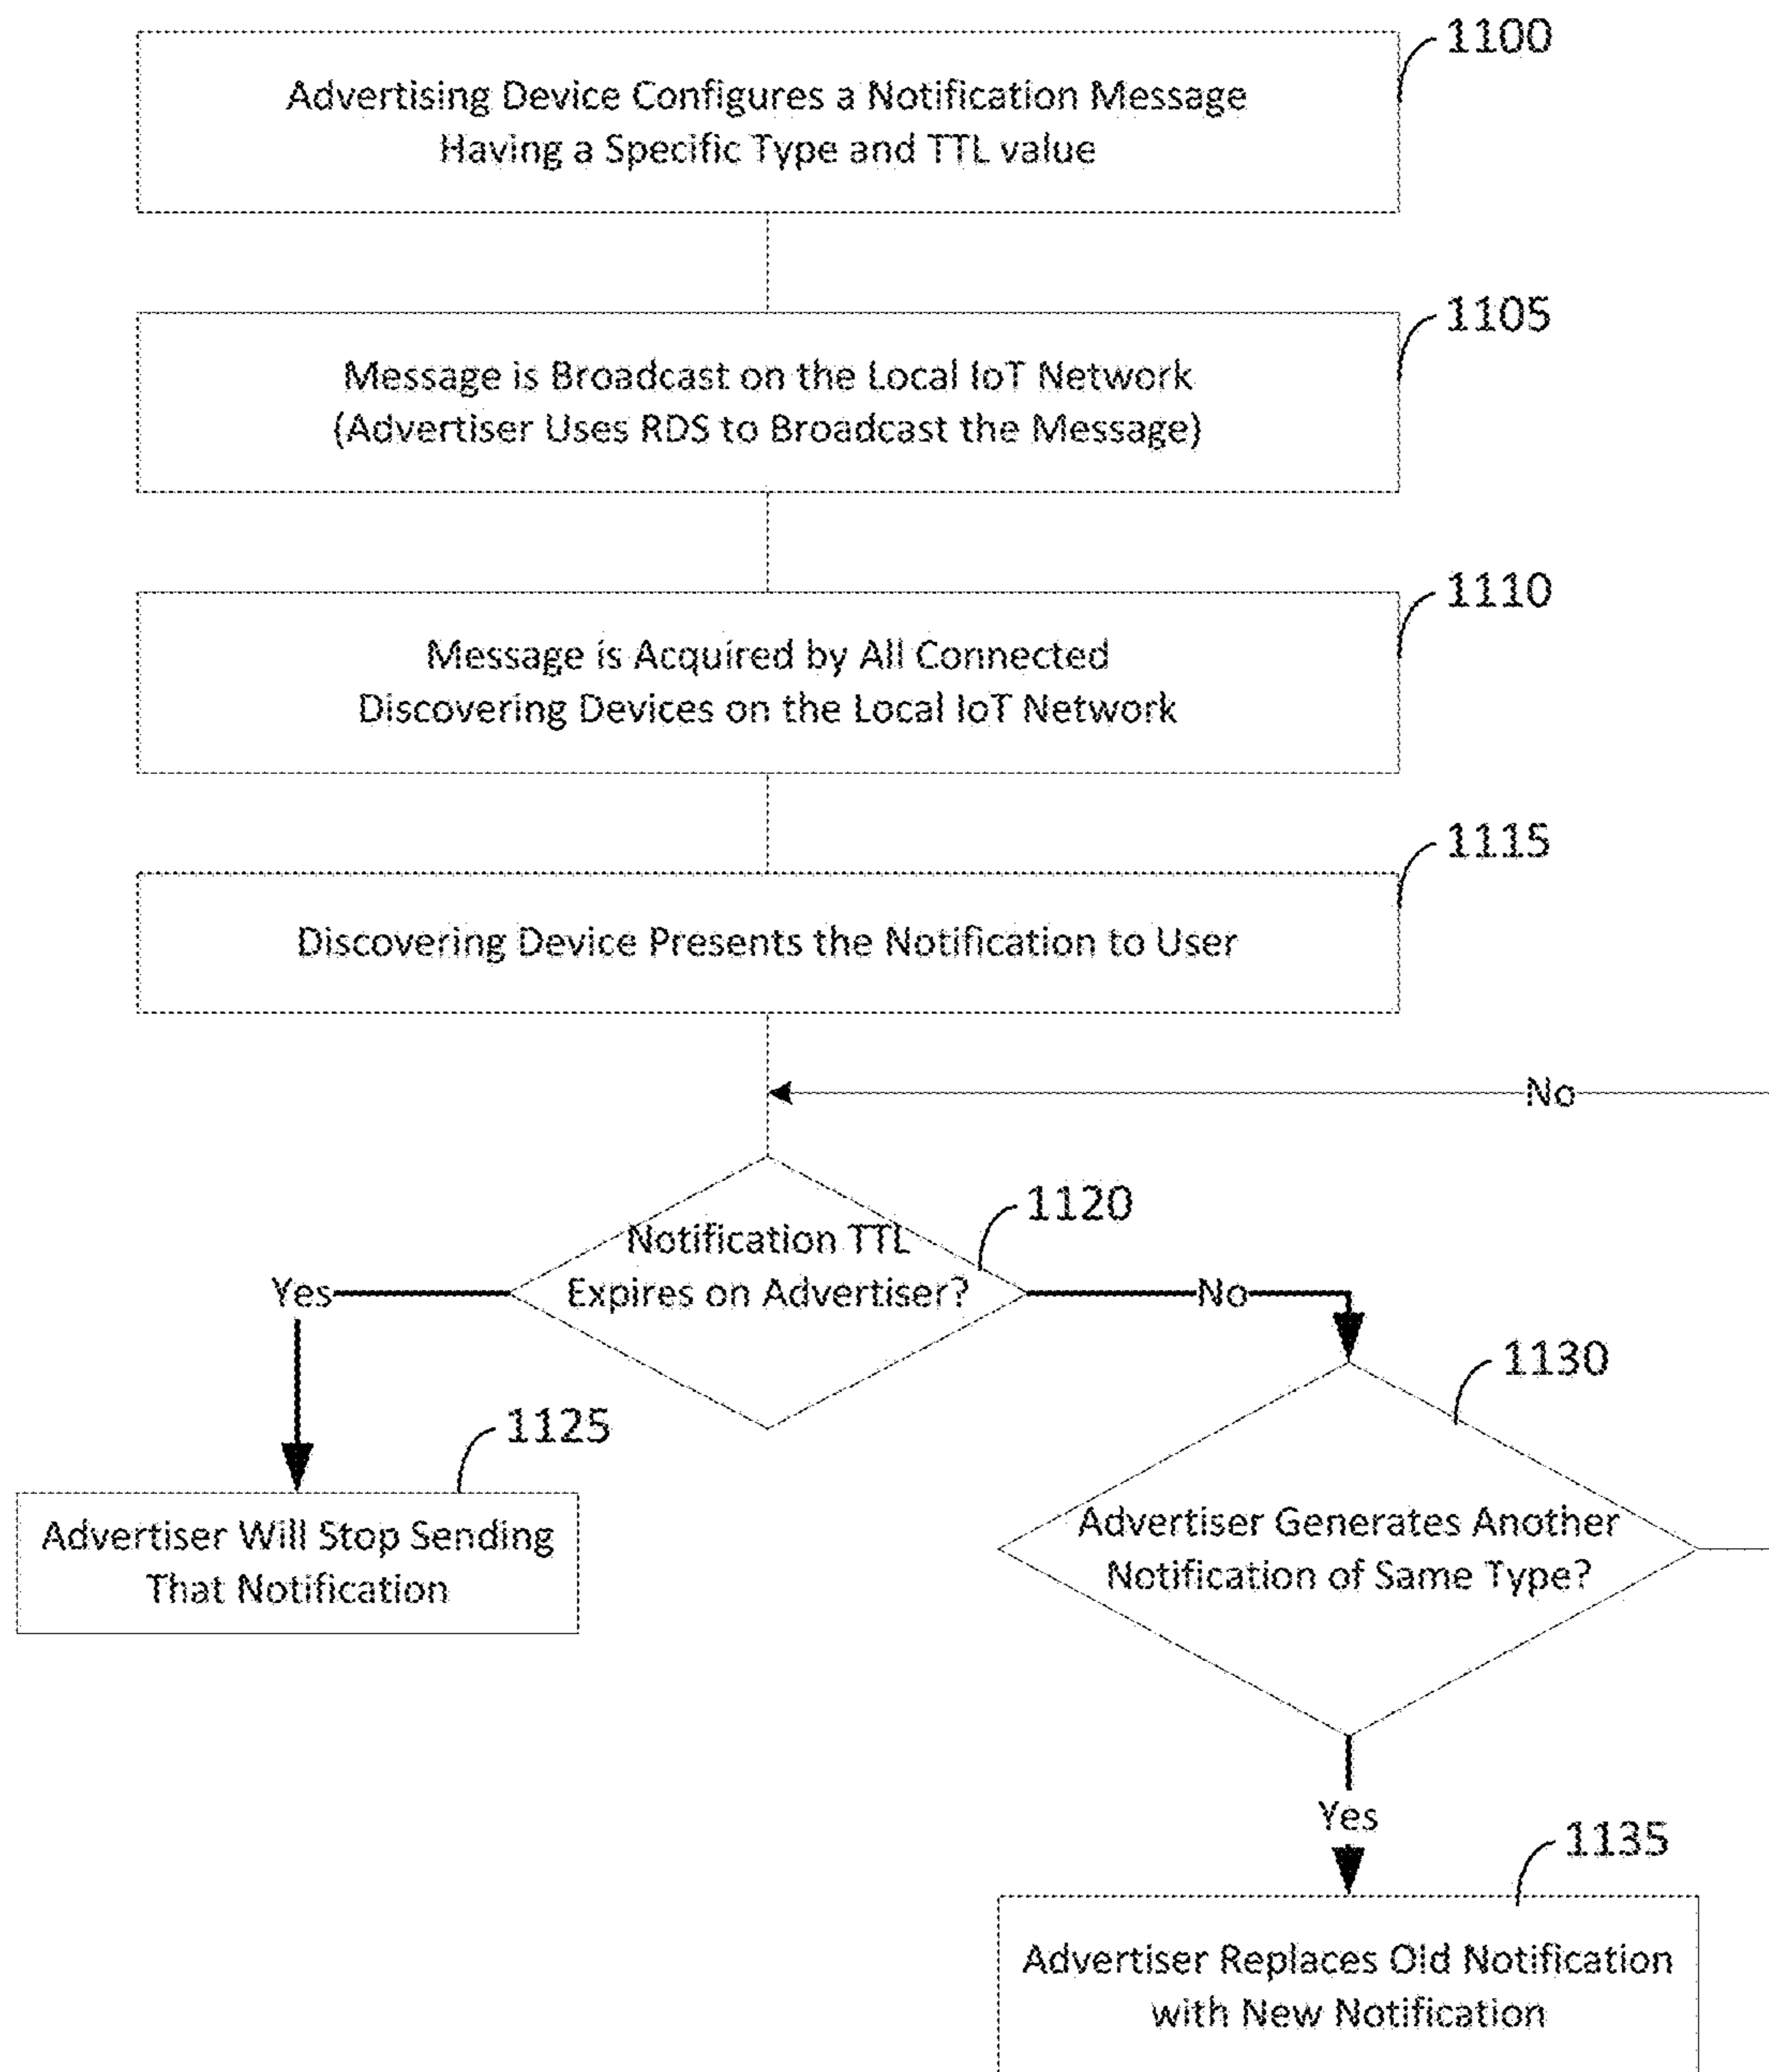 1100
Advertising Device Configures a Notification Message
Having a Specific Type and TTL value
1105
Message is Broadcast on the Local IoT Network
(Advertiser Uses RDS to Broadcast the Message)
1110
Message is Acquired by All Connected
Discovering Devices on the Local IoT Network
1115
Discovering Device Presents the Notification to User
No
1120
Notification TTL
Expires on Advertiser?
Yes
No
1130
1125
Advertiser Will Stop Sending
That Notification
Advertiser Generates Another
Notification of Same Type?
Yes
1135
Advertiser Replaces Old Notification
with New Notification